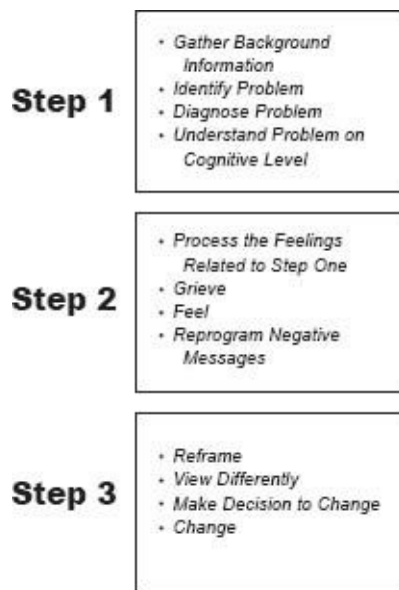 Step 1
• Gather Background
Information
• Identify Problem
• Diagnose Problem
• Understand Problem on
Cognitive Level
Step 2
• Process the Feelings
Related to Step One
• Grieve
• Feel
• Reprogram Negative
Messages
Step 3
• Reframe
• View Differently
• Make Decision to Change
• Change